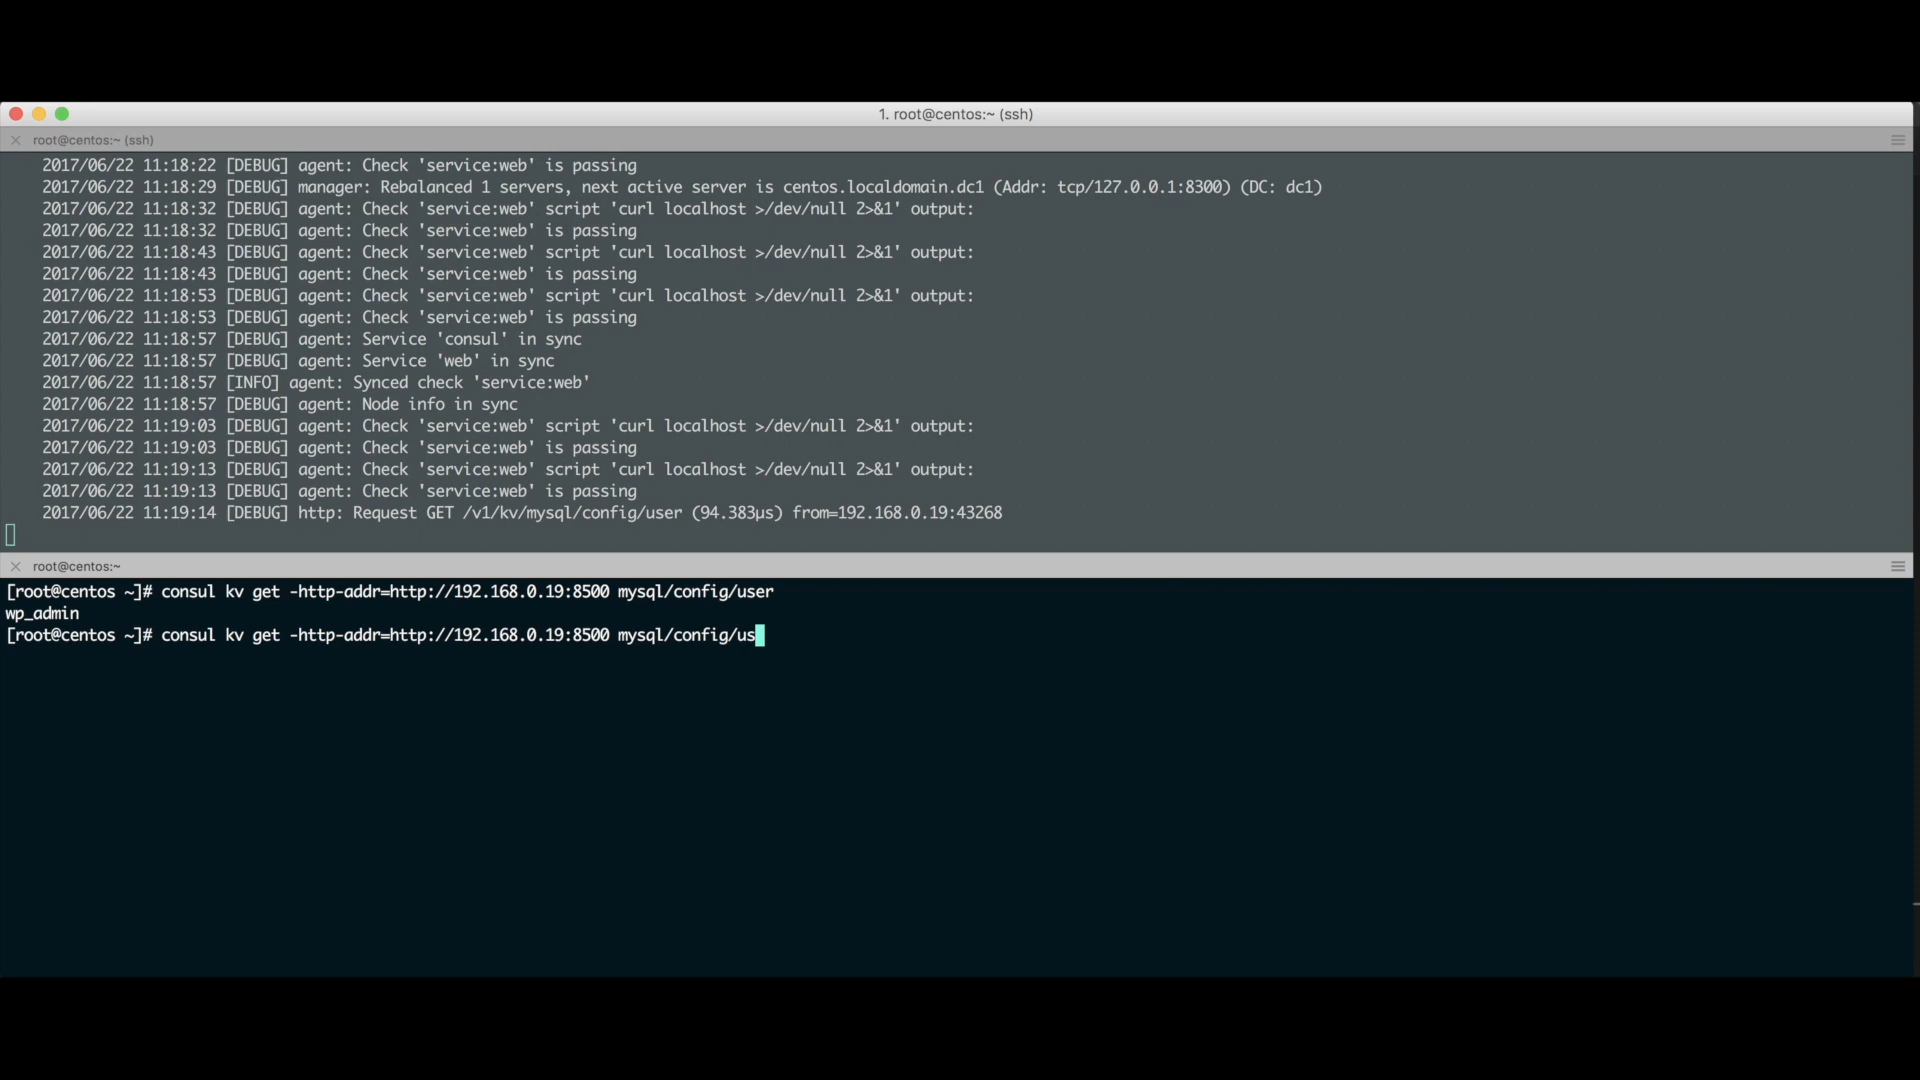 1. root@centos:~ (ssh)
root@centos:~ (ssh)
2017/06/22 11:18:22 [DEBUG] agent: Check 'service:web' is passing
2017/06/22 11:18:29 [DEBUG] manager: Rebalanced 1 servers, next active server is centos.localdomain.dc1 (Addr: tcp/127.0.0.1:8300) (DC: dc1)
2017/06/22 11:18:32 [DEBUG] agent: Check 'service:web' script 'curl localhost >/dev/null 2>&1' output:
2017/06/22 11:18:32 [DEBUG] agent: Check 'service:web' is passing
2017/06/22 11:18:43 [DEBUG] agent: Check 'service:web' script 'curl localhost >/dev/null 2>&1' output:
2017/06/22 11:18:43 [DEBUG] agent: Check 'service:web' is passing
2017/06/22 11:18:53 [DEBUG] agent: Check 'service:web' script 'curl localhost >/dev/null 2>&1' output:
2017/06/22 11:18:53 [DEBUG] agent: Check 'service:web' is passing
2017/06/22 11:18:57 [DEBUG] agent: Service 'consul' in sync
2017/06/22 11:18:57 [DEBUG] agent: Service 'web' in sync
2017/06/22 11:18:57 [INFO] agent: Synced check 'service:web'
2017/06/22 11:18:57 [DEBUG] agent: Node info in sync
2017/06/22 11:19:03 [DEBUG] agent: Check 'service:web' script 'curl localhost >/dev/null 2>&1' output:
2017/06/22 11:19:03 [DEBUG] agent: Check 'service:web' is passing
2017/06/22 11:19:13 [DEBUG] agent: Check 'service:web' script 'curl localhost >/dev/null 2>&1' output:
2017/06/22 11:19:13 [DEBUG] agent: Check 'service:web' is passing
2017/06/22 11:19:14 [DEBUG] http: Request GET /v1/kv/mysql/config/user (94.383µs) from=192.168.0.19:43268
root@centos:~
[root@centos ~]# consul kv get -http-addr=http://192.168.0.19:8500 mysql/config/user
wp_admin
[root@centos ~]# consul kv get -http-addr=http://192.168.0.19:8500 mysql/config/us